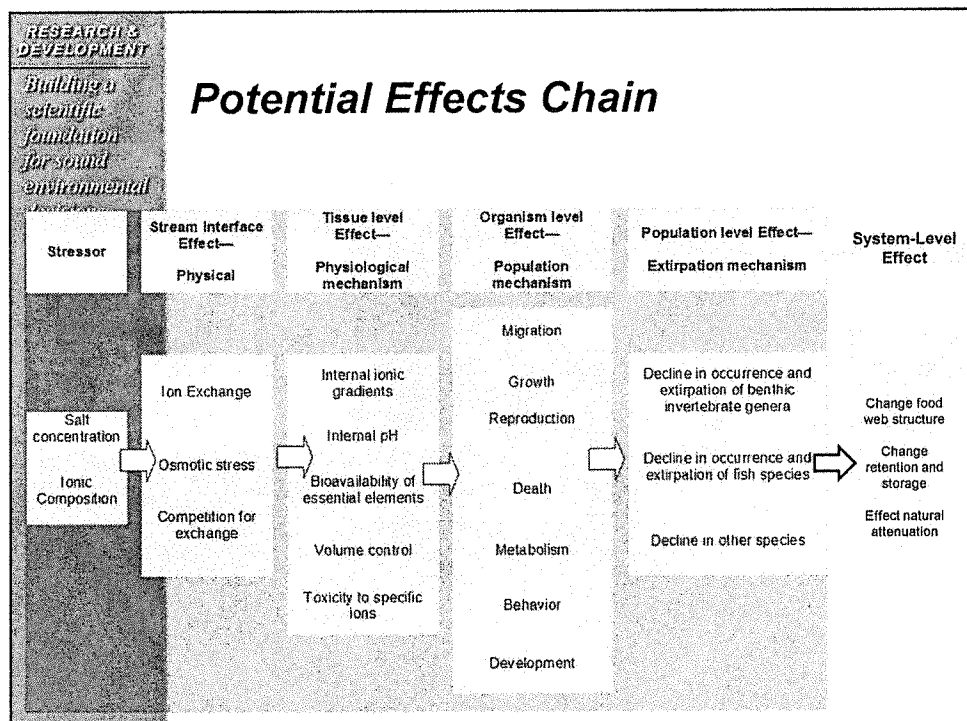 RESEARCH &
DEVELOPMENT
Building a
scientific
foundation
for sound
environmental
Potential Effects Chain
Stressor
Stream Interface
Effect—
Physical
Tissue level
Effect—
Physiological
mechanism
Organism level
Effect—
Population
mechanism
Population level Effect—
Extirpation mechanism
System-Level
Effect
Salt
concentration
Ionic
Composition
Ion Exchange
Osmotic stress
Competition for
exchange
Internal ionic
gradients
Internal pH
Bioavailability of
essential elements
Volume control
Toxicity to specific
ions
Migration
Growth
Reproduction
Death
Metabolism
Behavior
Development
Decline in occurrence and
extirpation of benthic
invertebrate genera
Decline in occurrence and
extirpation of fish species
Decline in other species
Change food
web structure
Change
retention and
storage
Effect natural
attenuation